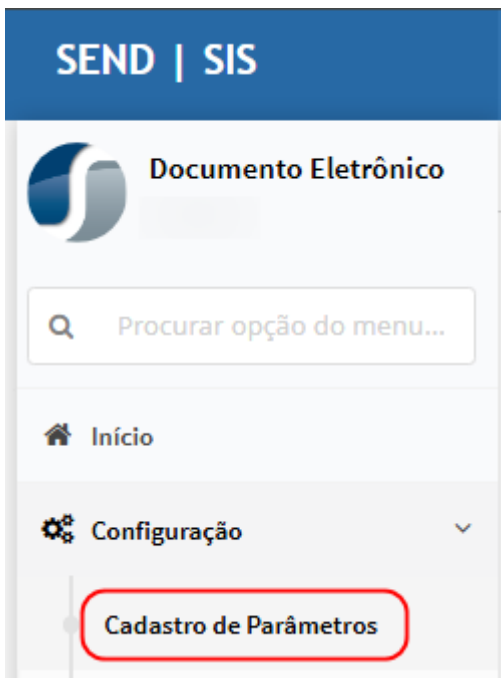 SEND | SIS
Documento Eletrônico
Procurar opção do menu...
Início
Configuração
Cadastro de Parâmetros